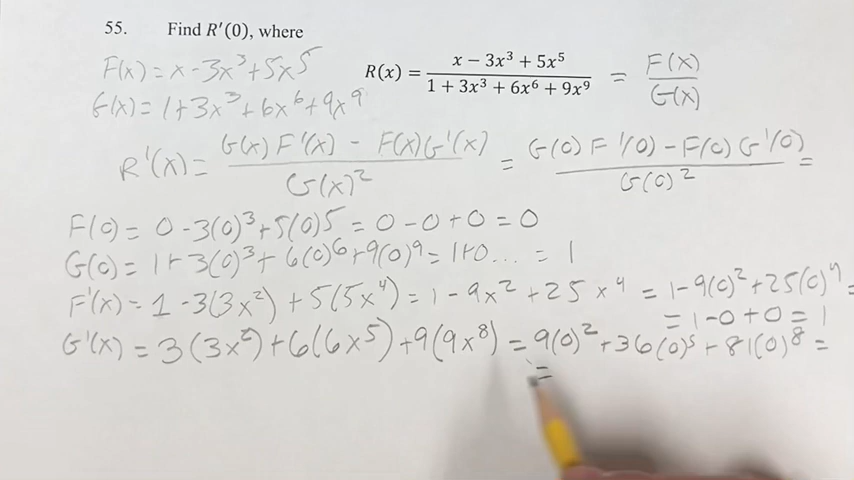 55. Find R′(0), where
F(x) = x - 3x³ + 5x⁵
R(x) = (x − 3x³ + 5x⁵) / (1 + 3x³ + 6x⁶ + 9x⁹) = F(x) / G(x)
G(x) = 1 + 3x³ + 6x⁶ + 9x⁹
R'(x) = (G(x) F'(x) - F(x) G'(x)) / G(x)² = (G(0) F'(0) - F(0) G'(0)) / G(0)² =
F(0) = 0 - 3(0)³ + 5(0)⁵ = 0 - 0 + 0 = 0
G(0) = 1 + 3(0)³ + 6(0)⁶ + 9(0)⁹ = 1+0... = 1
F'(x) = 1 - 3(3x²) + 5(5x⁴) = 1 - 9x² + 25x⁴ = 1 - 9(0)² + 25(0)⁴ =
= 1 - 0 + 0 = 1
G'(x) = 3(3x²) + 6(6x⁵) + 9(9x⁸) = 9(0)² + 36(0)⁵ + 81(0)⁸ =
=